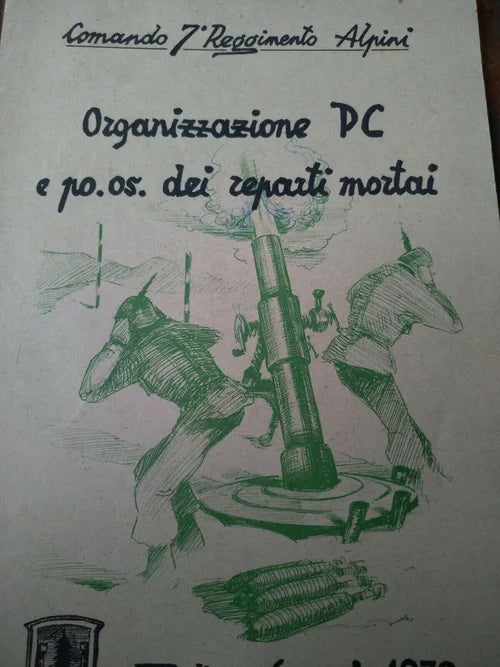 Comando 7° Reggimento Alpini
Organizzazione PC
e po.os. dei reparti mortai